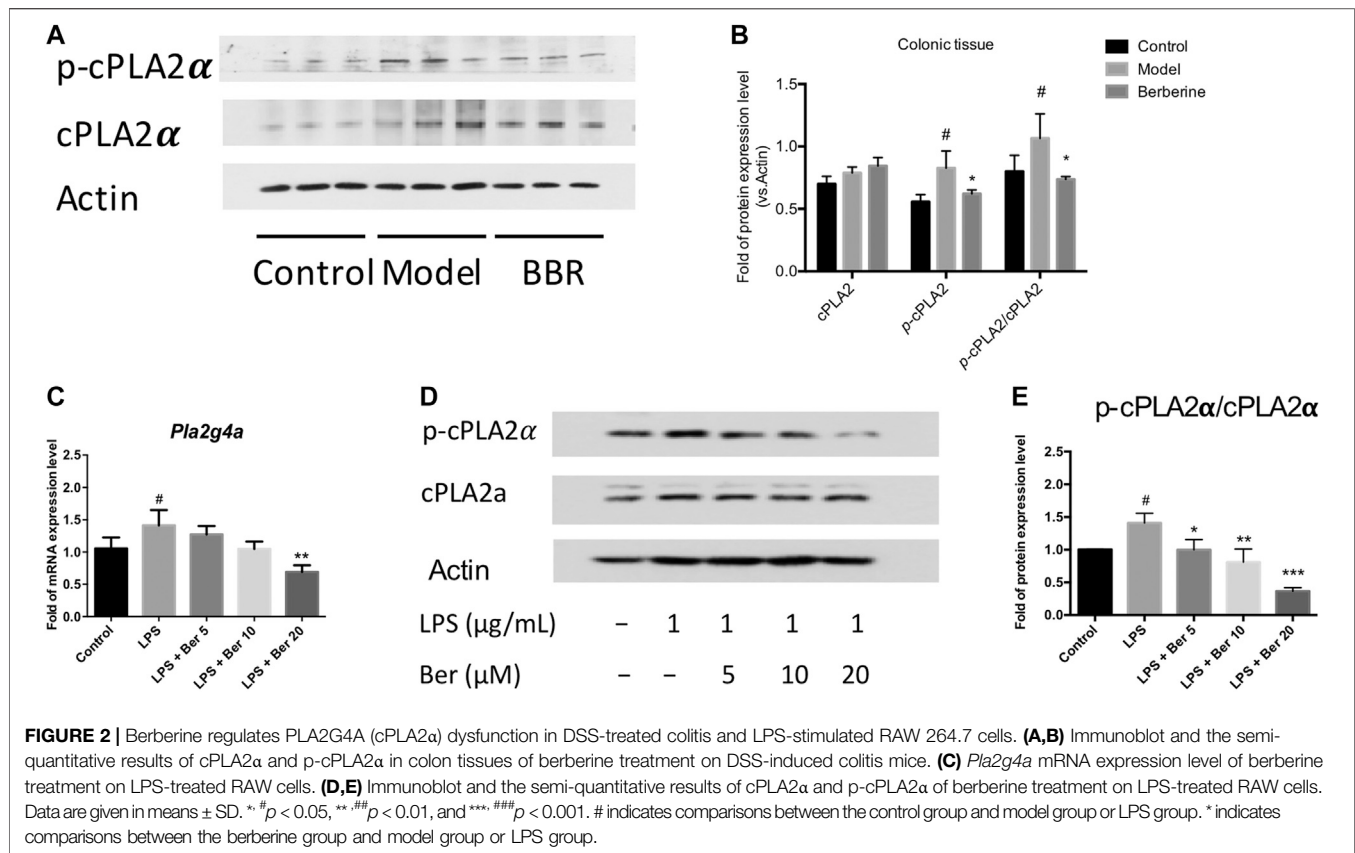 A
p-cPLA2α
cPLA2α
Actin
Control Model BBR
B
Colonic tissue
Control
Model
Berberine
Fold of protein expression level
(vs.Actin)
1.5
1.0
0.5
0.0
#
*
#
*
cPLA2
p-cPLA2
p-cPLA2/cPLA2
C
Pla2g4a
Fold of mRNA expression level
2.5
2.0
1.5
1.0
0.5
0.0
#
**
Control
LPS
LPS + Ber 5
LPS + Ber 10
LPS + Ber 20
D
p-cPLA2α
cPLA2a
Actin
LPS (μg/mL) – 1 1 1 1
Ber (μM) – – 5 10 20
E
p-cPLA2α/cPLA2α
Fold of protein expression level
2.5
2.0
1.5
1.0
0.5
0.0
#
*
**
***
Control
LPS
LPS + Ber 5
LPS + Ber 10
LPS + Ber 20
FIGURE 2 | Berberine regulates PLA2G4A (cPLA2α) dysfunction in DSS-treated colitis and LPS-stimulated RAW 264.7 cells. (A,B) Immunoblot and the semi-
quantitative results of cPLA2α and p-cPLA2α in colon tissues of berberine treatment on DSS-induced colitis mice. (C) Pla2g4a mRNA expression level of berberine
treatment on LPS-treated RAW cells. (D,E) Immunoblot and the semi-quantitative results of cPLA2α and p-cPLA2α of berberine treatment on LPS-treated RAW cells.
Data are given in means ± SD. *, #p < 0.05, ** ,##p < 0.01, and ***, ###p < 0.001. # indicates comparisons between the control group and model group or LPS group. * indicates
comparisons between the berberine group and model group or LPS group.